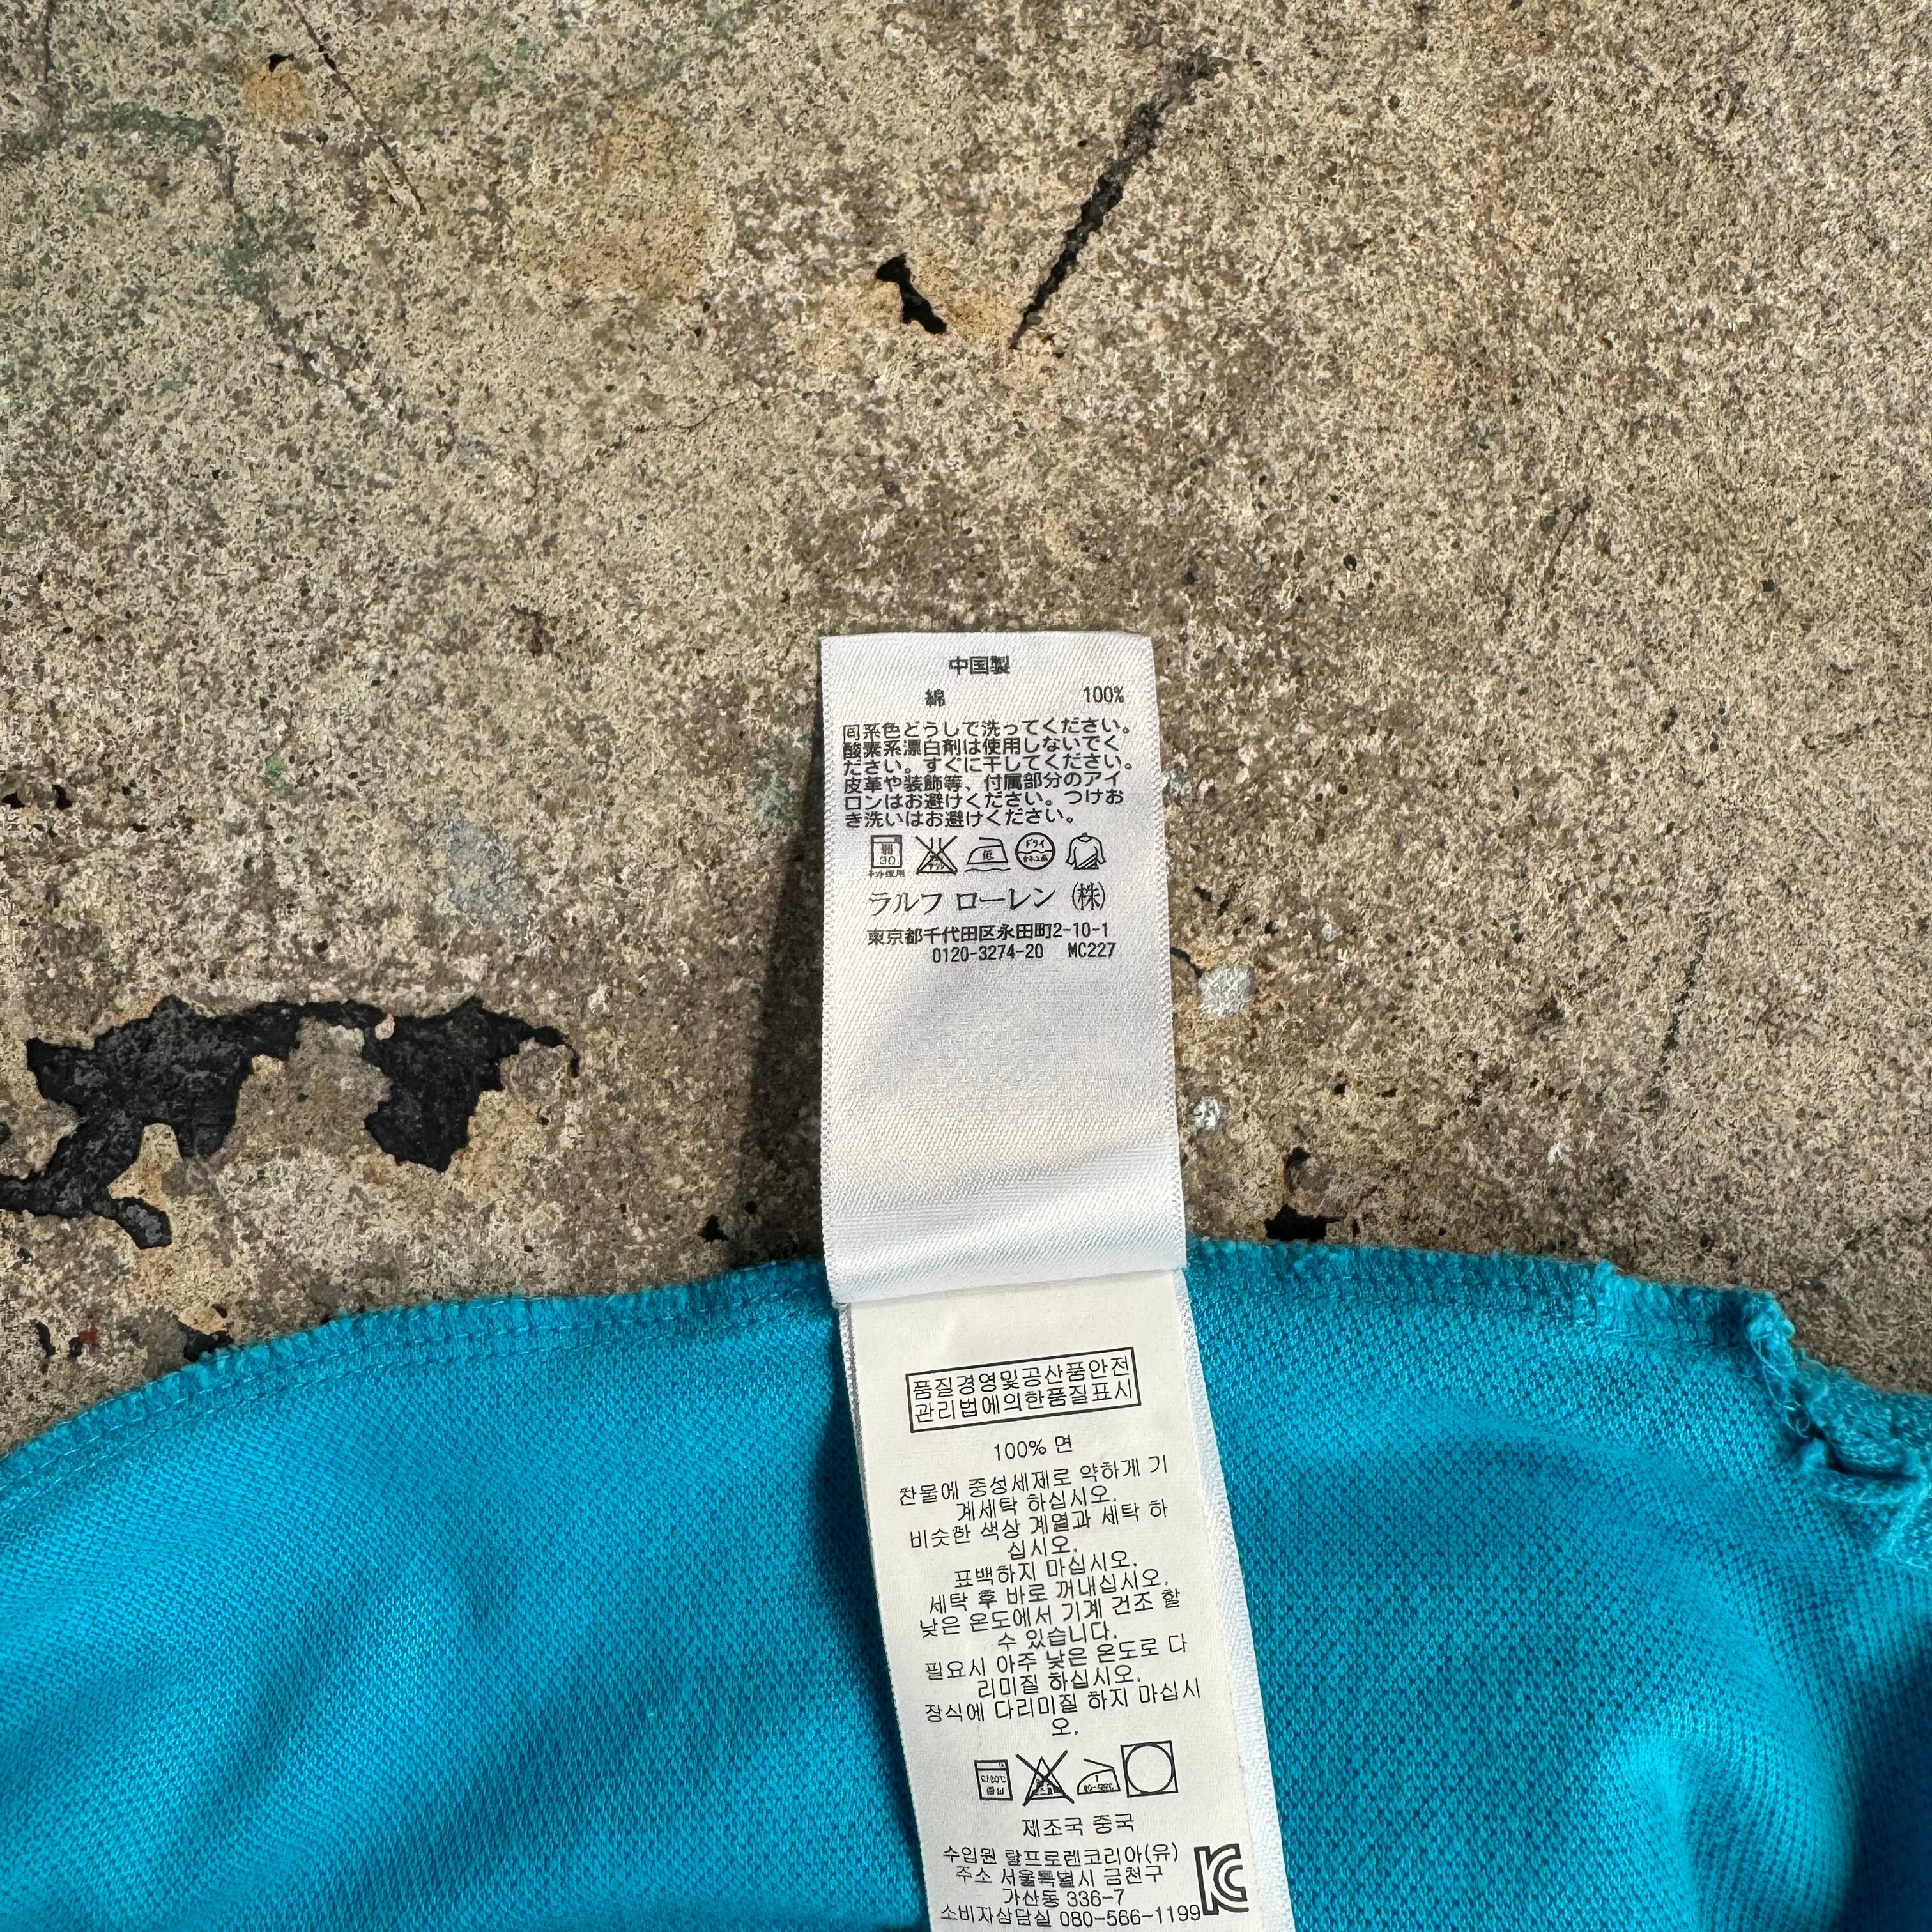 中国製
綿 100%
同系色どうしで洗ってください。
酸素系漂白剤は使用しないでく
ださい。すぐに干してください。
皮革や装飾等、付属部分のアイ
ロンはお避けください。つけお
き洗いはお避けください。
弱 30 低 ドライ
ネット使用
ラルフ ローレン (株)
東京都千代田区永田町2-10-1
0120-3274-20 MC227
품질경영및공산품안전
관리법에의한품질표시
100% 면
찬물에 중성세제로 약하게 기
계세탁 하십시오.
비슷한 색상 계열과 세탁 하
십시오.
표백하지 마십시오.
세탁 후 바로 꺼내십시오.
낮은 온도에서 기계 건조 할
수 있습니다.
필요시 아주 낮은 온도로 다
리미질 하십시오.
장식에 다리미질 하지 마십시
오.
제조국 중국
수입원 랄프로렌코리아(유)
주소 서울특별시 금천구
가산동 336-7
소비자상담실 080-566-1199